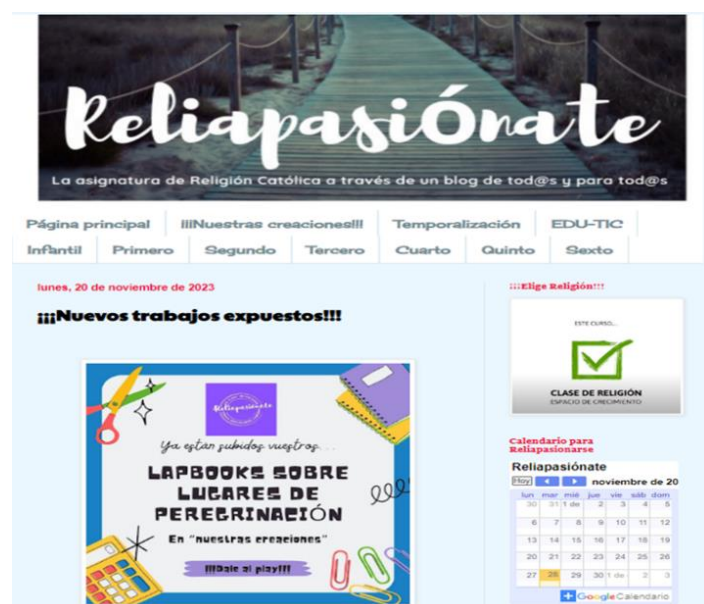 ReliapasiÓnate
La asignatura de Religión Católica a través de un blog de tod@s y para tod@s
Página principal
¡¡¡Nuestras creaciones!!!
Temporalización
EDU-TIC
Infantil
Primero
Segundo
Tercero
Cuarto
Quinto
Sexto
lunes, 20 de noviembre de 2023
¡¡¡Nuevos trabajos expuestos!!!
Reliapasiónate
Ya estan subidos vuestros...
LAPBOOKS SOBRE
LUGARES DE
PEREGRINACIÓN
En "nuestras creaciones"
¡¡¡Dale al play!!!
¡¡¡Elige Religión!!!
ESTE CURSO...
CLASE DE RELIGIÓN
ESPACIO DE CRECIMIENTO
Calendario para
Reliapasionarse
Reliapasiónate
Hoy noviembre de 20
lun mar mié jue vie sáb dom
30 31 1 de 2 3 4 5
6 7 8 9 10 11 12
13 14 15 16 17 18 19
20 21 22 23 24 25 26
27 28 29 30 1 de 2 3
Google Calendario